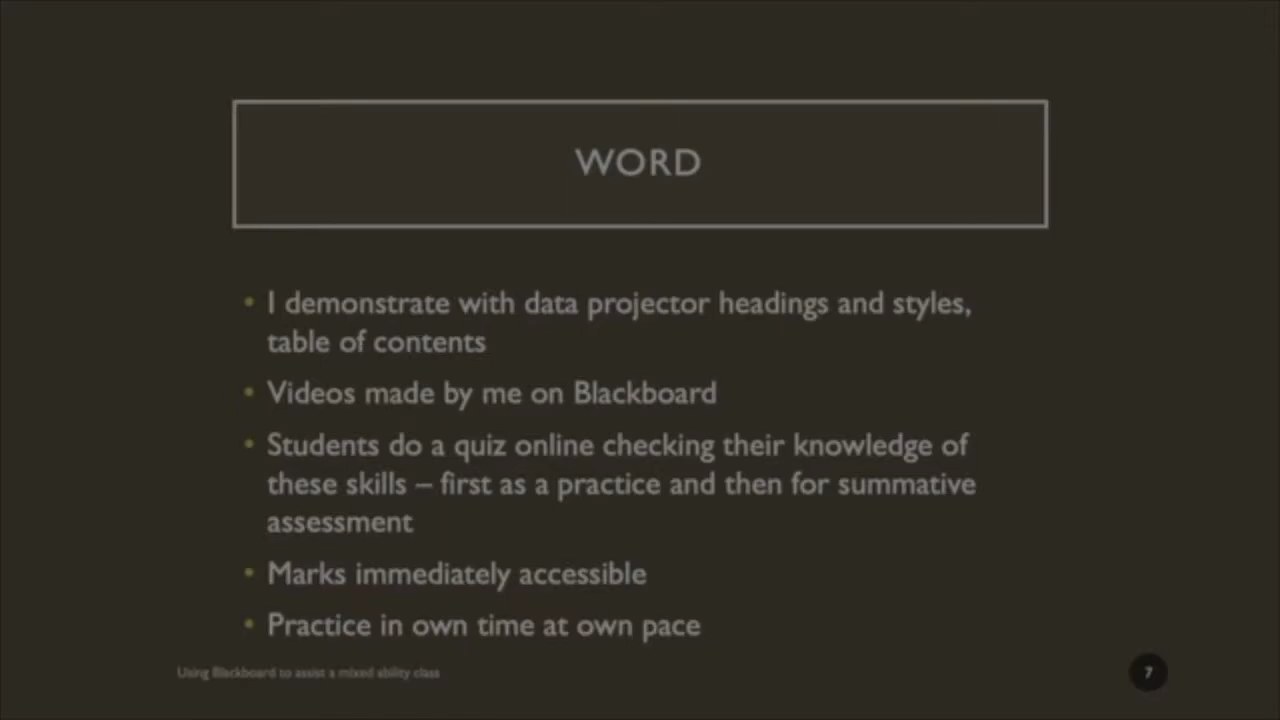 WORD
• I demonstrate with data projector headings and styles,
table of contents
• Videos made by me on Blackboard
• Students do a quiz online checking their knowledge of
these skills – first as a practice and then for summative
assessment
• Marks immediately accessible
• Practice in own time at own pace
Using Blackboard to assist a mixed ability class
7